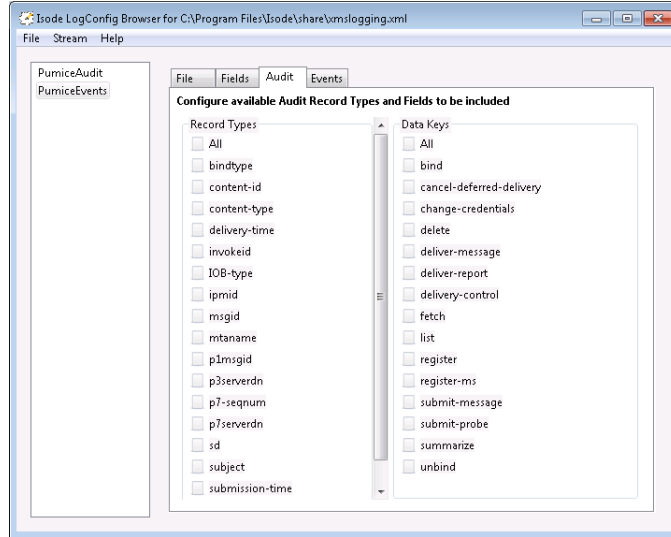 Isode LogConfig Browser for C:\Program Files\Isode\share\xmslogging.xml
File Stream Help
PumiceAudit
PumiceEvents
File Fields Audit Events
Configure available Audit Record Types and Fields to be included
Record Types
All
bindtype
content-id
content-type
delivery-time
invokeid
IOB-type
ipmid
msgid
mtaname
p1msgid
p3serverdn
p7-seqnum
p7serverdn
sd
subject
submission-time
Data Keys
All
bind
cancel-deferred-delivery
change-credentials
delete
deliver-message
deliver-report
delivery-control
fetch
list
register
register-ms
submit-message
submit-probe
summarize
unbind